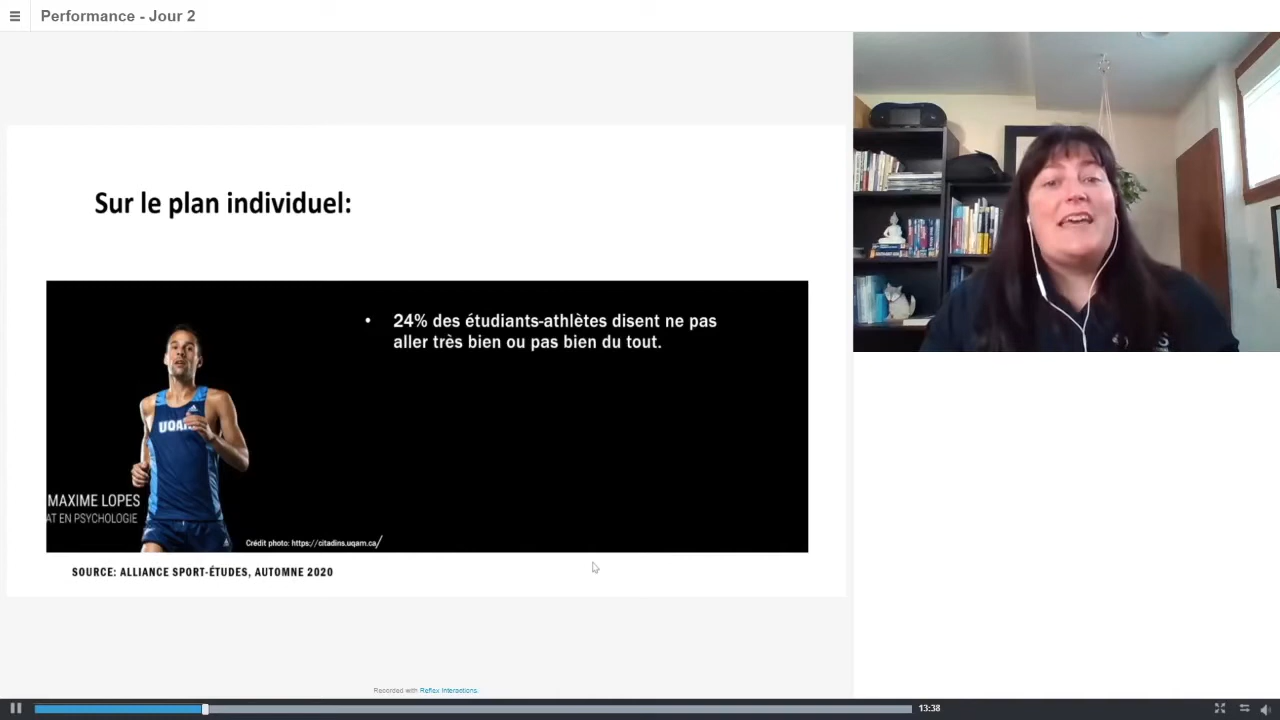 Performance - Jour 2
Sur le plan individuel:
• 24% des étudiants-athlètes disent ne pas
aller très bien ou pas bien du tout.
MAXIME LOPES
AT EN PSYCHOLOGIE
Crédit photo: https://citadins.uqam.ca/
SOURCE: ALLIANCE SPORT-ÉTUDES, AUTOMNE 2020
Recorded with Reflex Interactions.
13:38